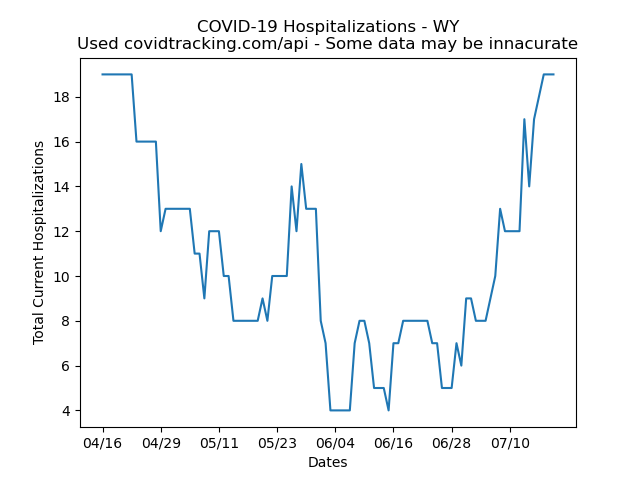 COVID-19 Hospitalizations - WY
Used covidtracking.com/api - Some data may be innacurate
Total Current Hospitalizations
18
16
14
12
10
8
6
4
04/16 04/29 05/11 05/23 06/04 06/16 06/28 07/10
Dates